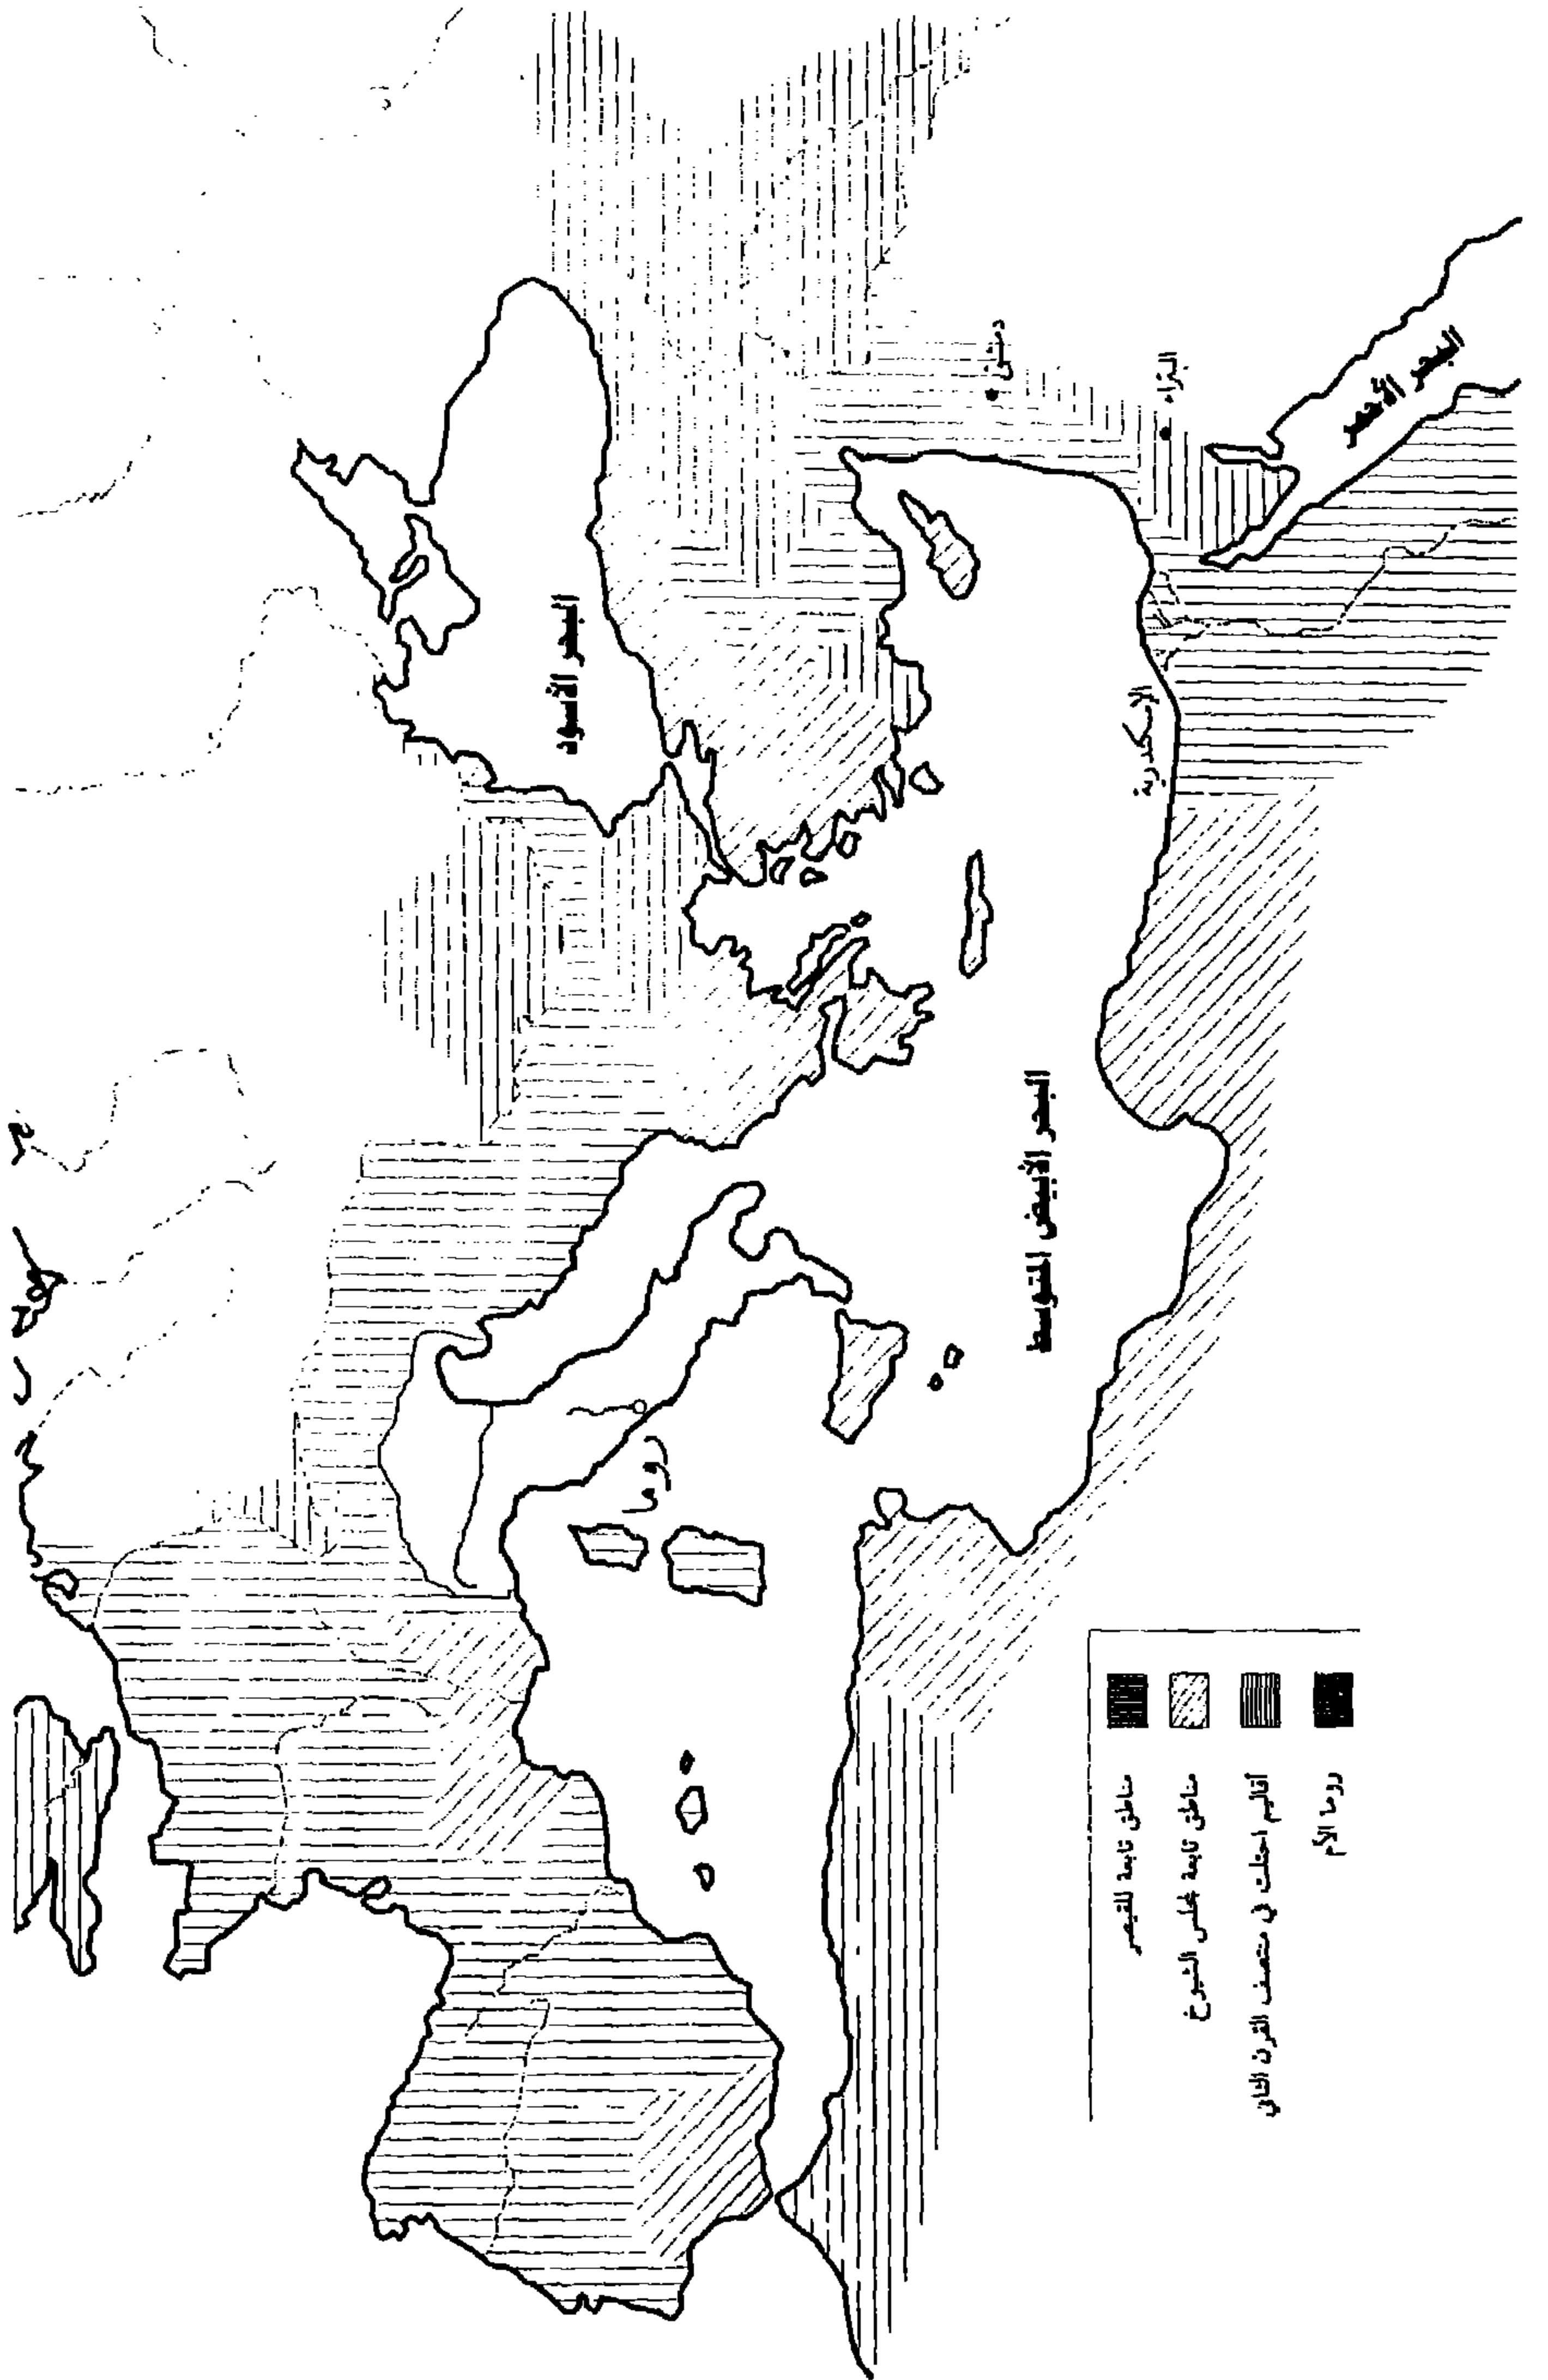 البحر الأسود
دمشق
البتراء
البحر الأحمر
الاسكندرية
البحر الأبيض المتوسط
روما
مناطق تابعة للقيصر
مناطق تابعة لمجلس الشيوخ
أقاليم احتلت في منتصف القرن الثاني
روما الأم